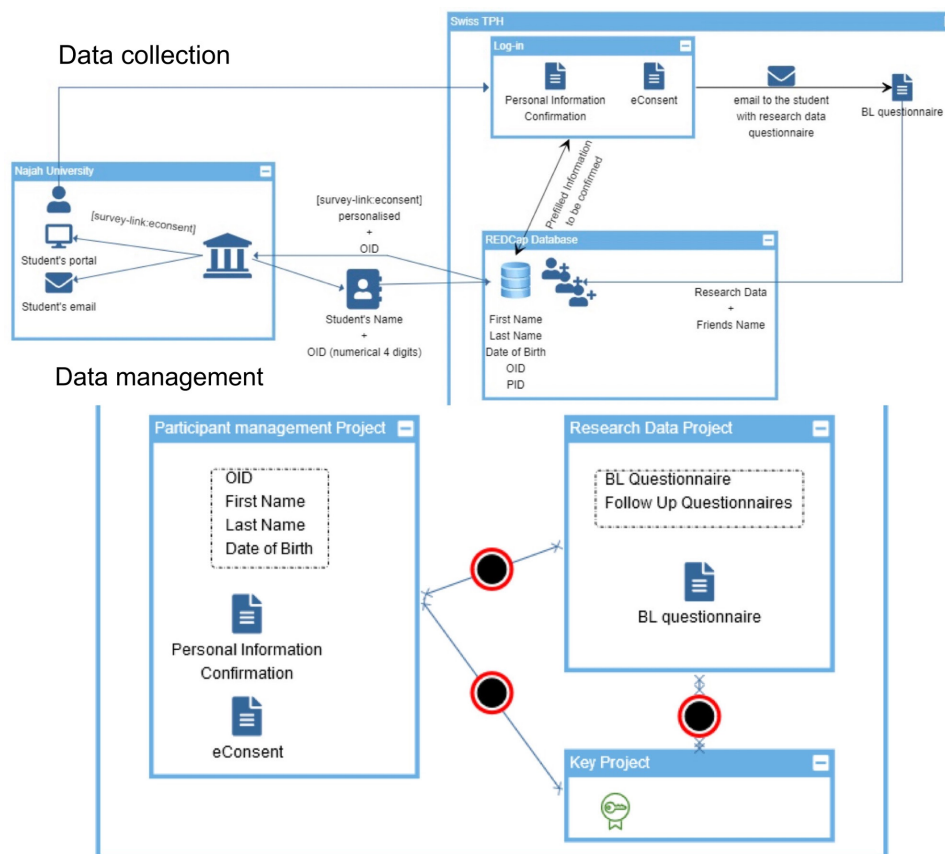 Data collection
Swiss TPH
Log-in
Personal Information
Confirmation
eConsent
email to the student
with research data
questionnaire
BL questionnaire
Najah University
[survey-link:econsent]
Student's portal
Student's email
[survey-link:econsent]
personalised
+
OID
Student's Name
+
OID (numerical 4 digits)
Prefilled Information
to be confirmed
REDCap Database
First Name
Last Name
Date of Birth
OID
PID
Research Data
+
Friends Name
Data management
Participant management Project
OID
First Name
Last Name
Date of Birth
Personal Information
Confirmation
eConsent
Research Data Project
BL Questionnaire
Follow Up Questionnaires
BL questionnaire
Key Project